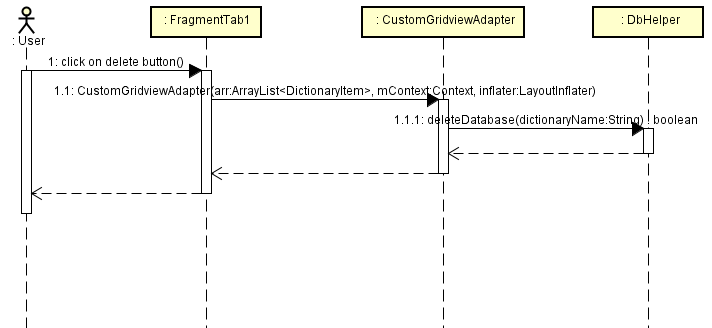 : User
: FragmentTab1
: CustomGridviewAdapter
: DbHelper
1: click on delete button()
1.1: CustomGridviewAdapter(arr:ArrayList<DictionaryItem>, mContext:Context, inflater:LayoutInflater)
1.1.1: deleteDatabase(dictionaryName:String) : boolean